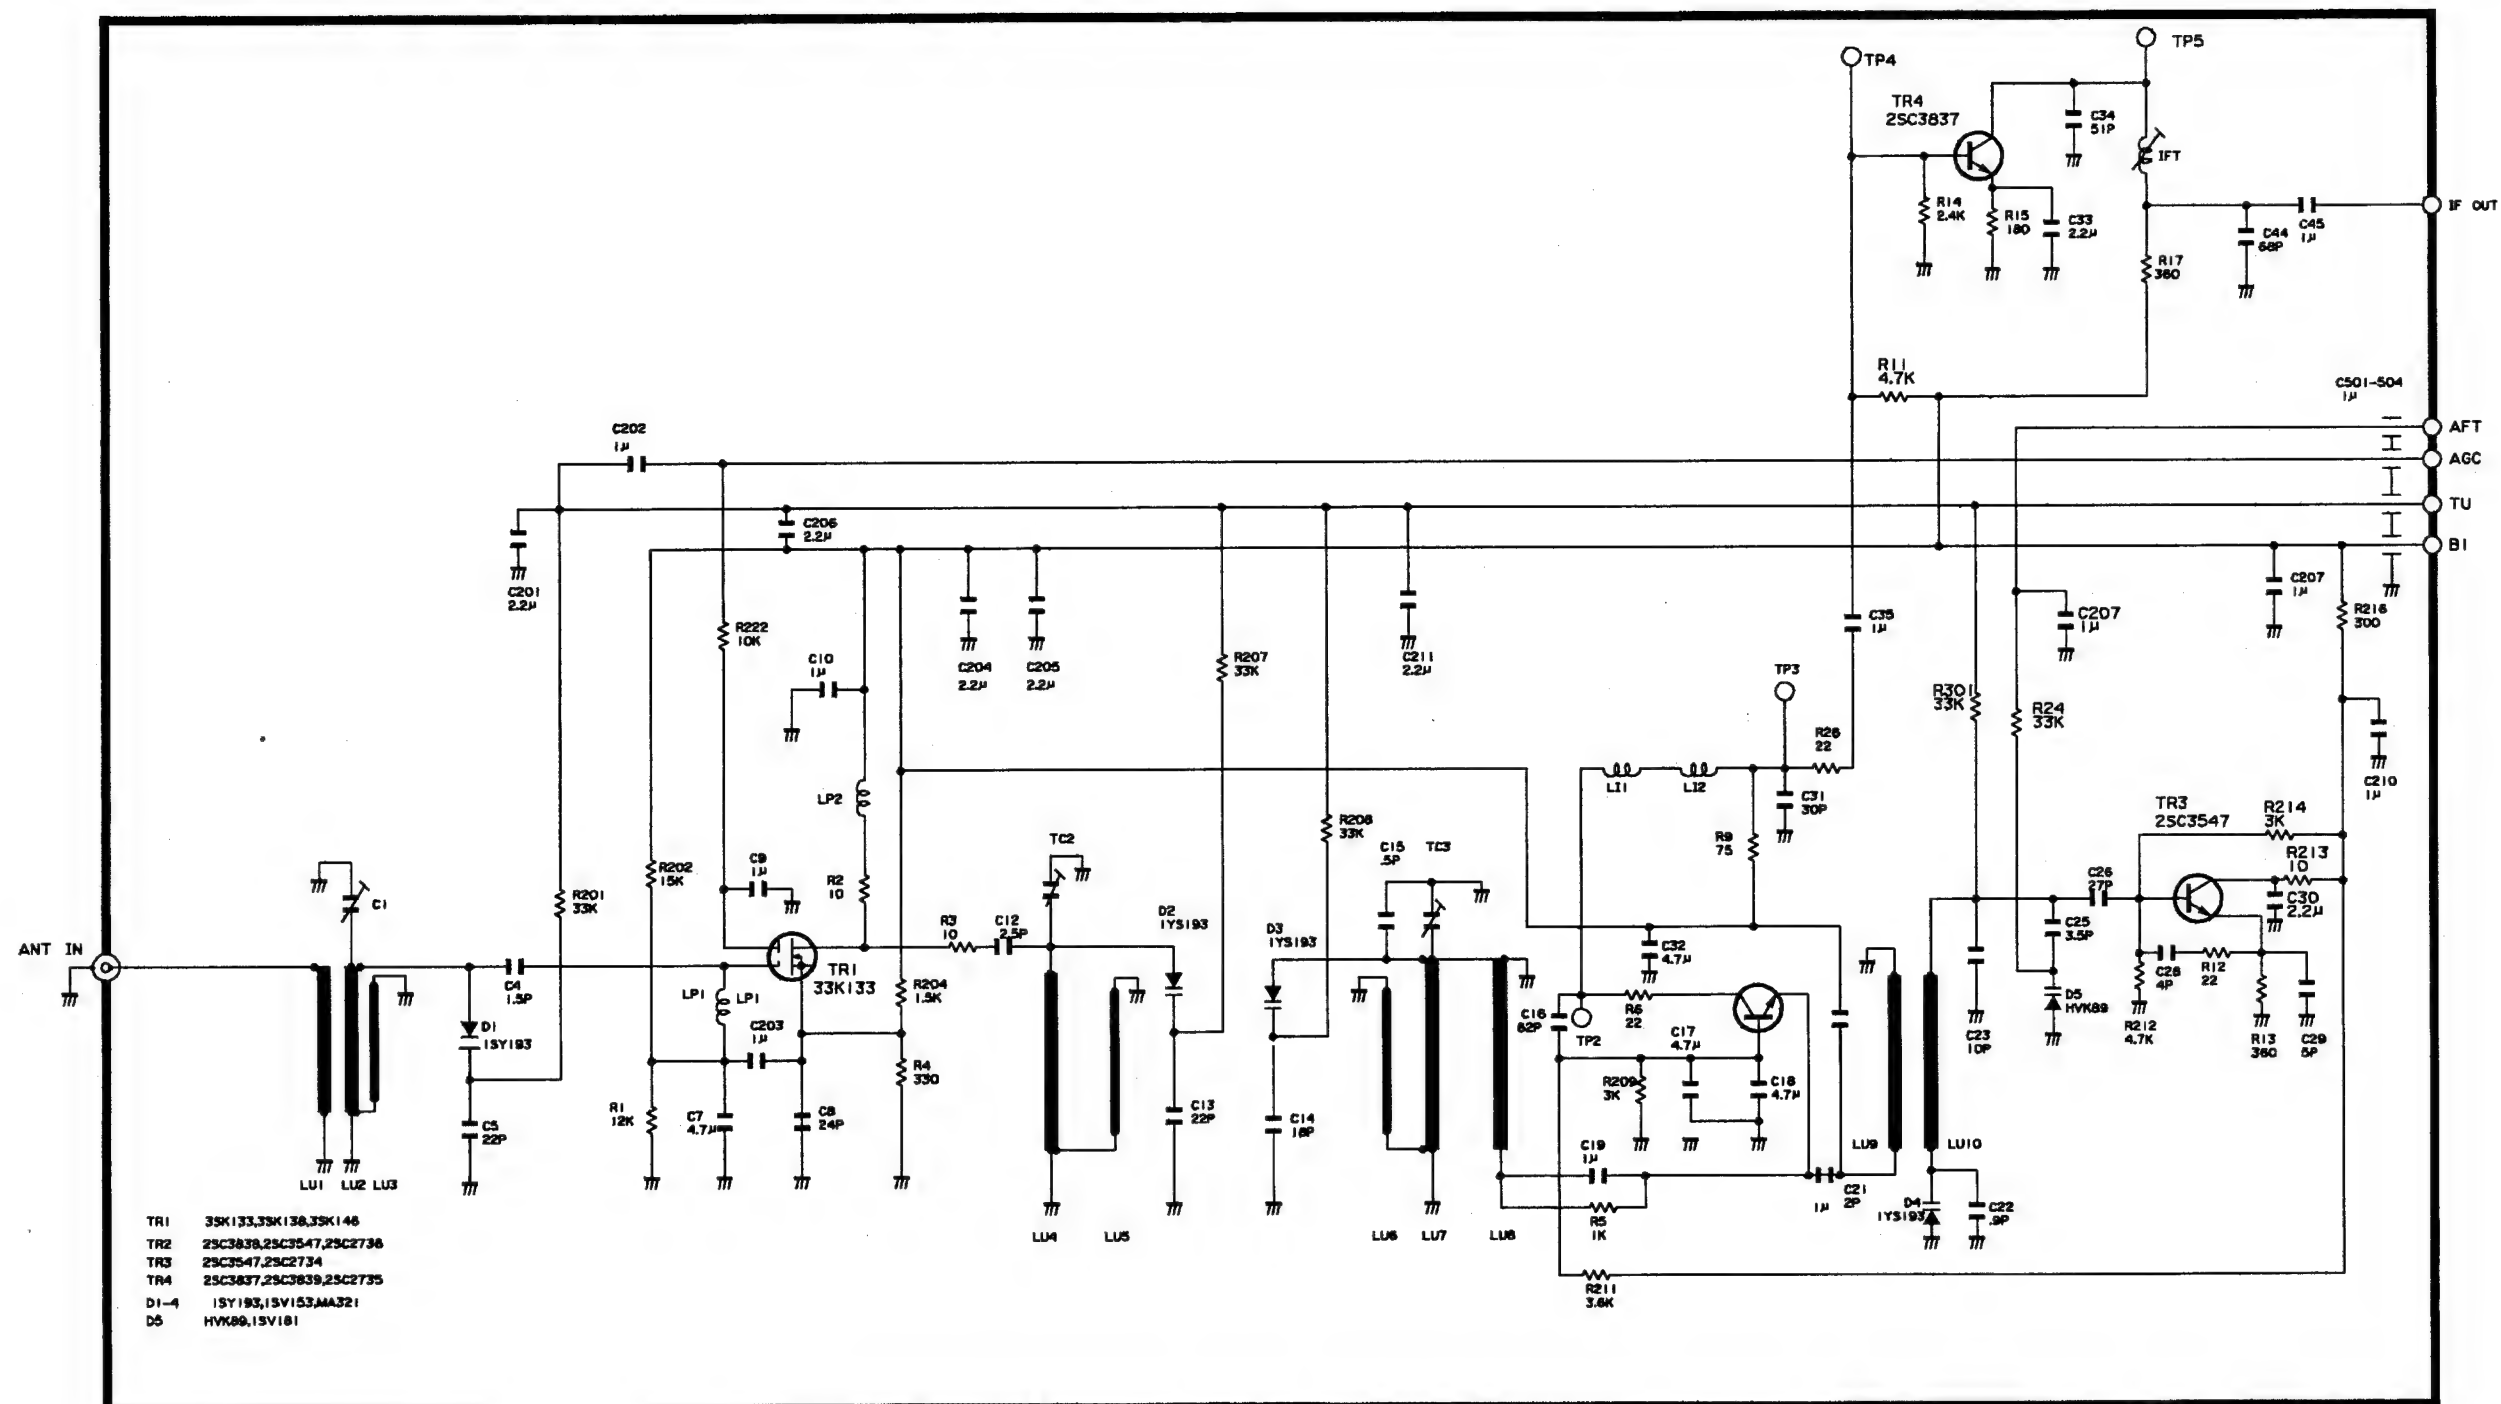 TP5
TP4
TR4
2SC3837
C34
51P
IFT
R14
2.4K
R15
180
C33
2.2μ
C44
68P
C45
1μ
IF OUT
R17
360
R11
4.7K
C501-504
1μ
AFT
AGC
TU
B1
C202
1μ
C206
2.2μ
C201
2.2μ
R222
10K
C10
1μ
C204
2.2μ
C205
2.2μ
R207
33K
C211
2.2μ
C35
1μ
C207
1μ
C207
1μ
R216
300
TP3
R301
33K
R24
33K
R26
22
C210
1μ
LI1
LI2
C31
30P
LP2
TR3
2SC3547
R214
3K
R208
33K
TC2
R9
75
C15
.5P
TC3
R202
15K
C9
1μ
R2
10
R213
10
C26
27P
C30
2.2μ
R201
33K
C1
D2
1YS193
R3
10
C12
2.5P
D3
1YS193
C25
3.5P
C32
4.7μ
ANT IN
TR1
33K133
C4
1.5P
LP1
LP1
R204
1.5K
C26
4P
R12
22
D5
HVK89
R6
22
C16
62P
TP2
C17
4.7μ
D1
1SY193
C203
1μ
C23
10P
R212
4.7K
R13
360
C29
5P
R4
330
R209
3K
C18
4.7μ
R1
12K
C7
4.7μ
C8
24P
C13
22P
C14
18P
C5
22P
C19
1μ
LU9
LU10
LU1
LU2
LU3
C21
2P
1μ
D4
1YS193
C22
.9P
R5
1K
LU4
LU5
LU6
LU7
LU8
R211
3.6K
TR1 3SK133,3SK138,3SK146
TR2 2SC3838,2SC3547,2SC2736
TR3 2SC3547,2SC2734
TR4 2SC3837,2SC3839,2SC2735
D1-4 1SY193,1SV153,MA321
D5 HVK89,1SV181